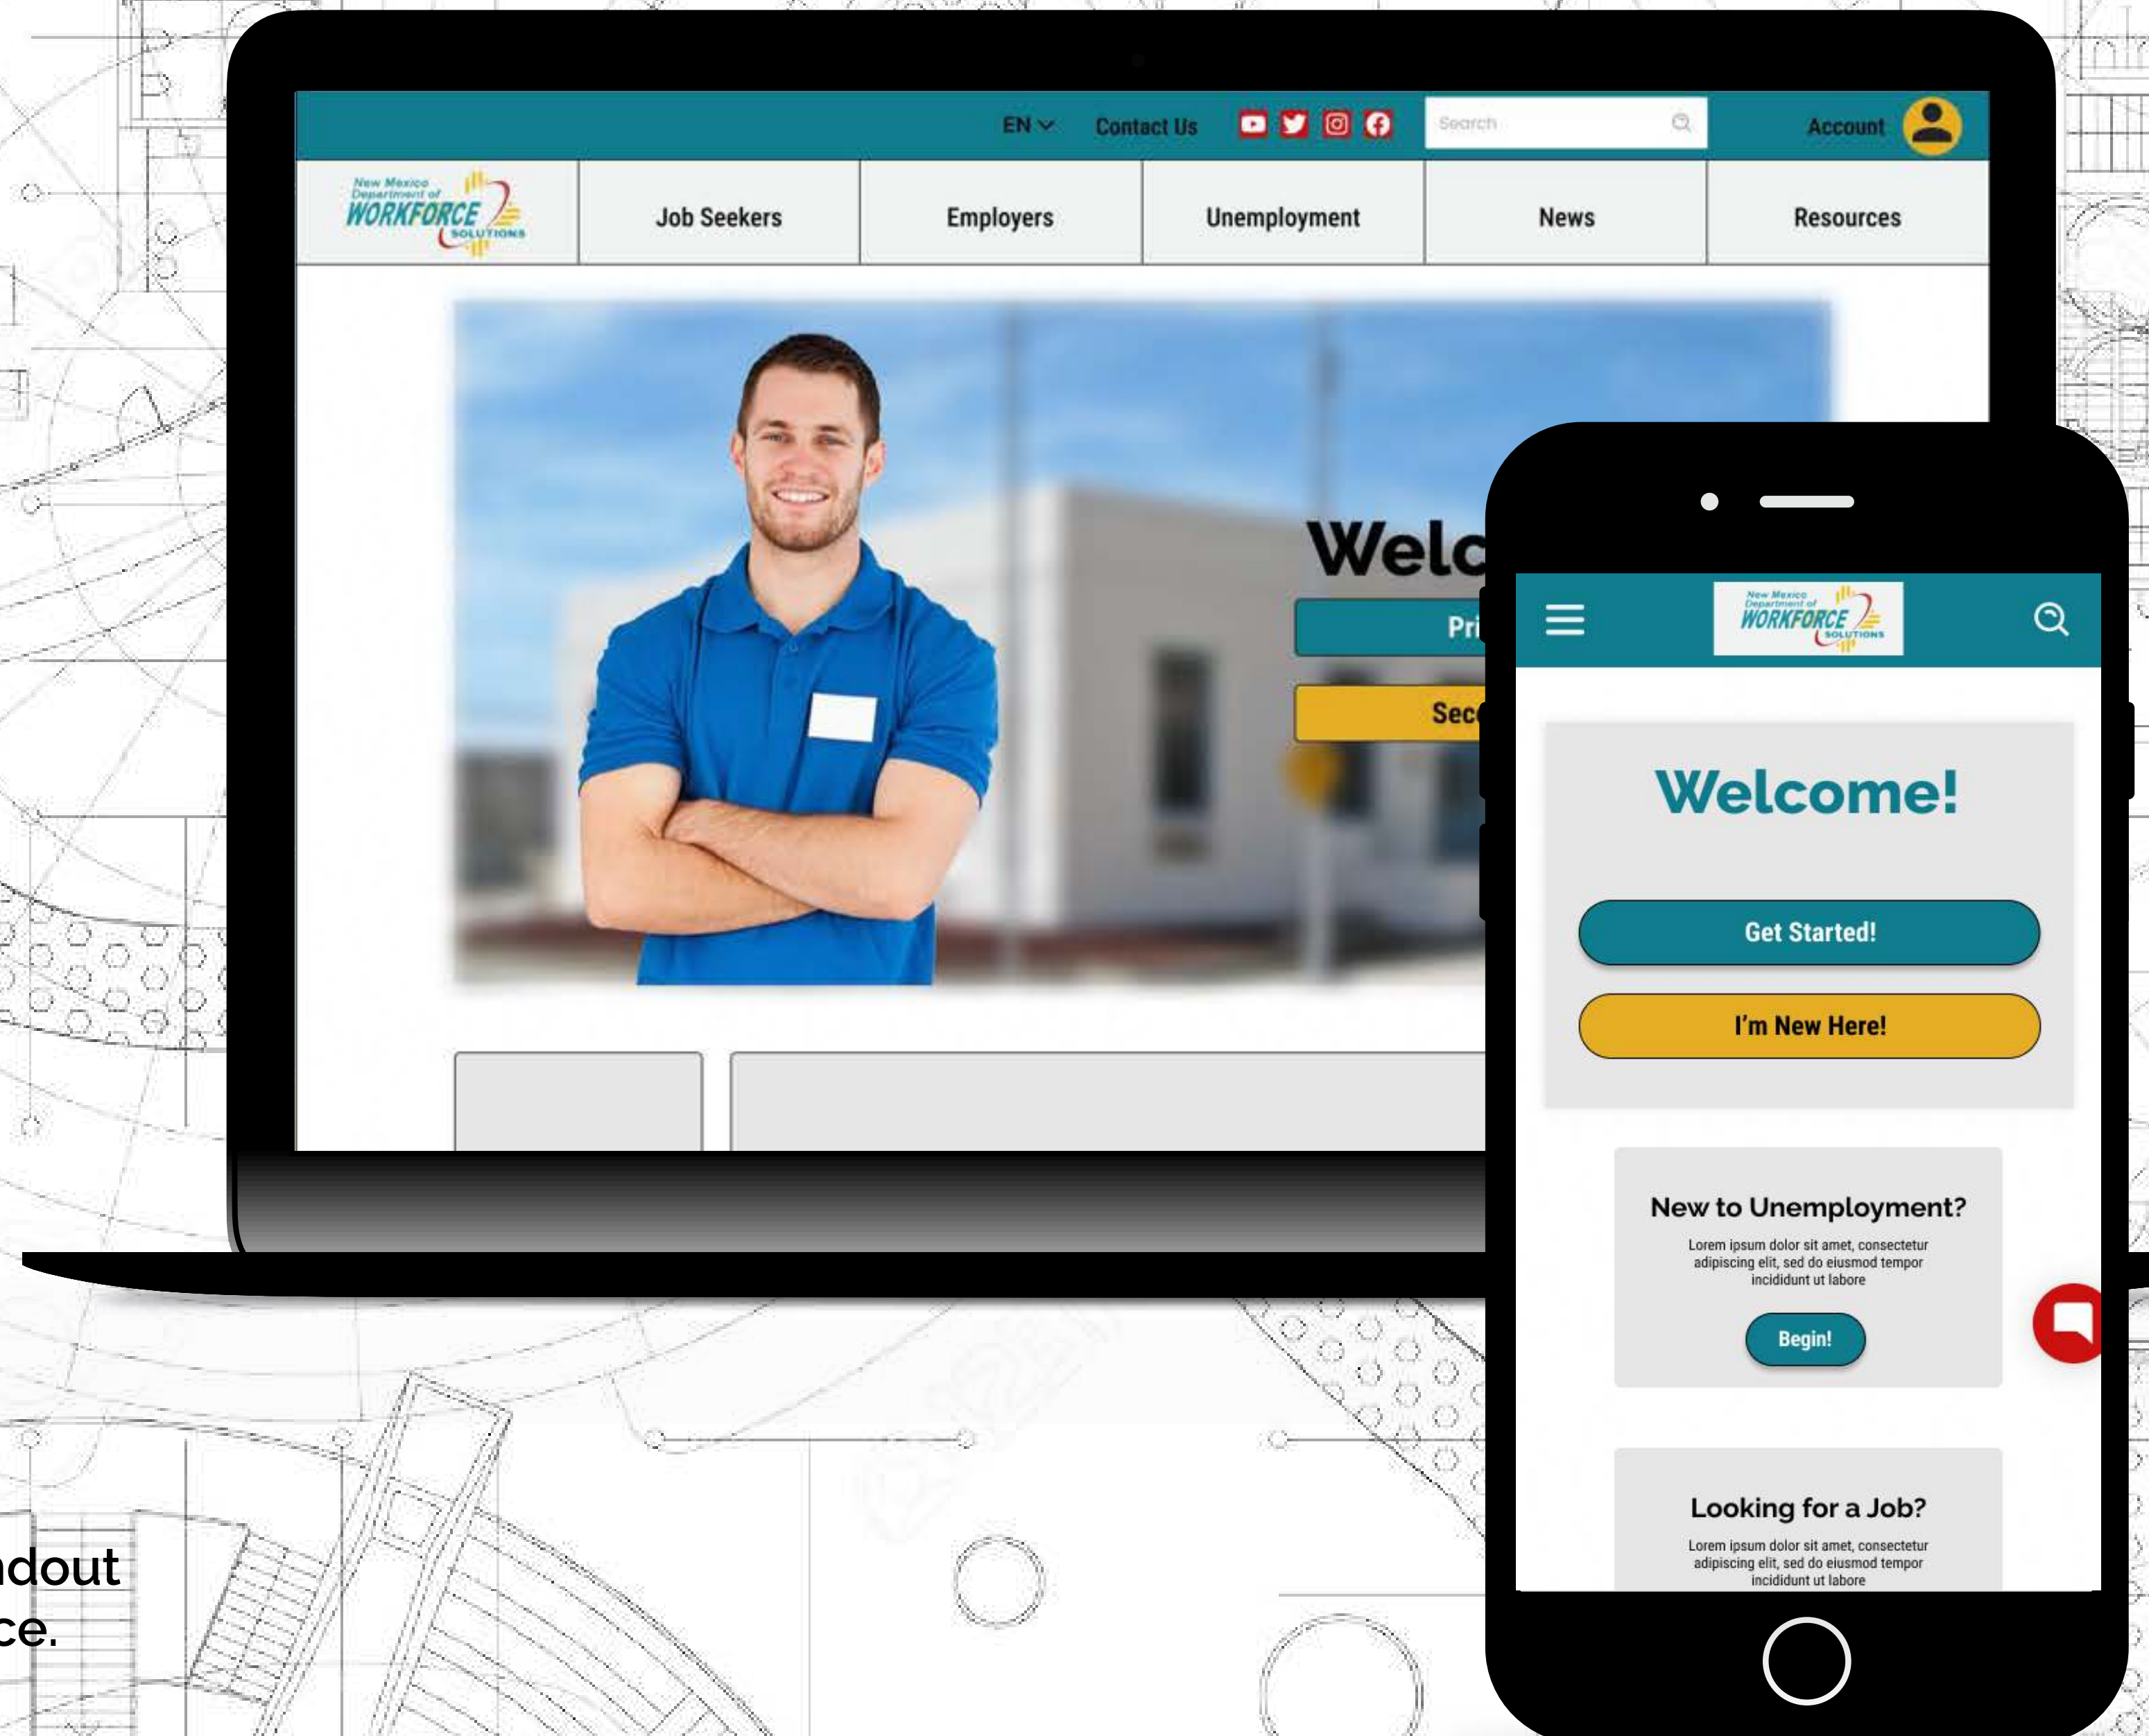 EN
Contact Us
Search
Account
New Mexico
Department of
WORKFORCE
SOLUTIONS
Job Seekers
Employers
Unemployment
News
Resources
Welc
Pri
Sec
New Mexico
Department of
WORKFORCE
SOLUTIONS
Welcome!
Get Started!
I'm New Here!
New to Unemployment?
Lorem ipsum dolor sit amet, consectetur
adipiscing elit, sed do eiusmod tempor
incididunt ut labore
Begin!
Looking for a Job?
Lorem ipsum dolor sit amet, consectetur
adipiscing elit, sed do eiusmod tempor
incididunt ut labore
dout
ce.